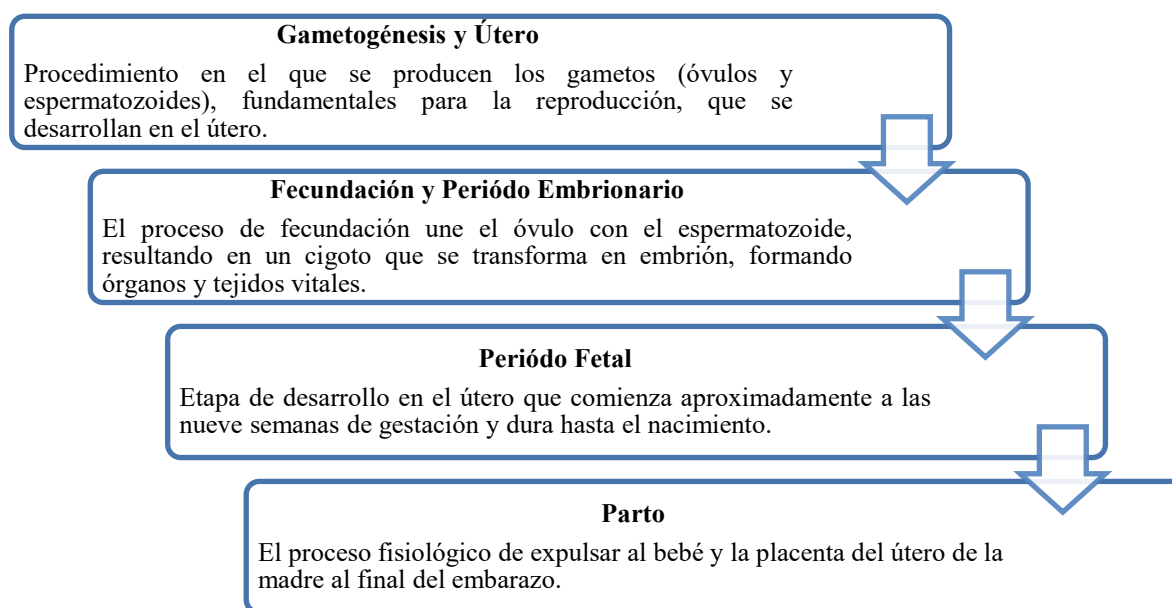 Gametogénesis y Útero
Procedimiento en el que se producen los gametos (óvulos y
espermatozoides), fundamentales para la reproducción, que se
desarrollan en el útero.
Fecundación y Periódo Embrionario
El proceso de fecundación une el óvulo con el espermatozoide,
resultando en un cigoto que se transforma en embrión, formando
órganos y tejidos vitales.
Periódo Fetal
Etapa de desarrollo en el útero que comienza aproximadamente a las
nueve semanas de gestación y dura hasta el nacimiento.
Parto
El proceso fisiológico de expulsar al bebé y la placenta del útero de la
madre al final del embarazo.